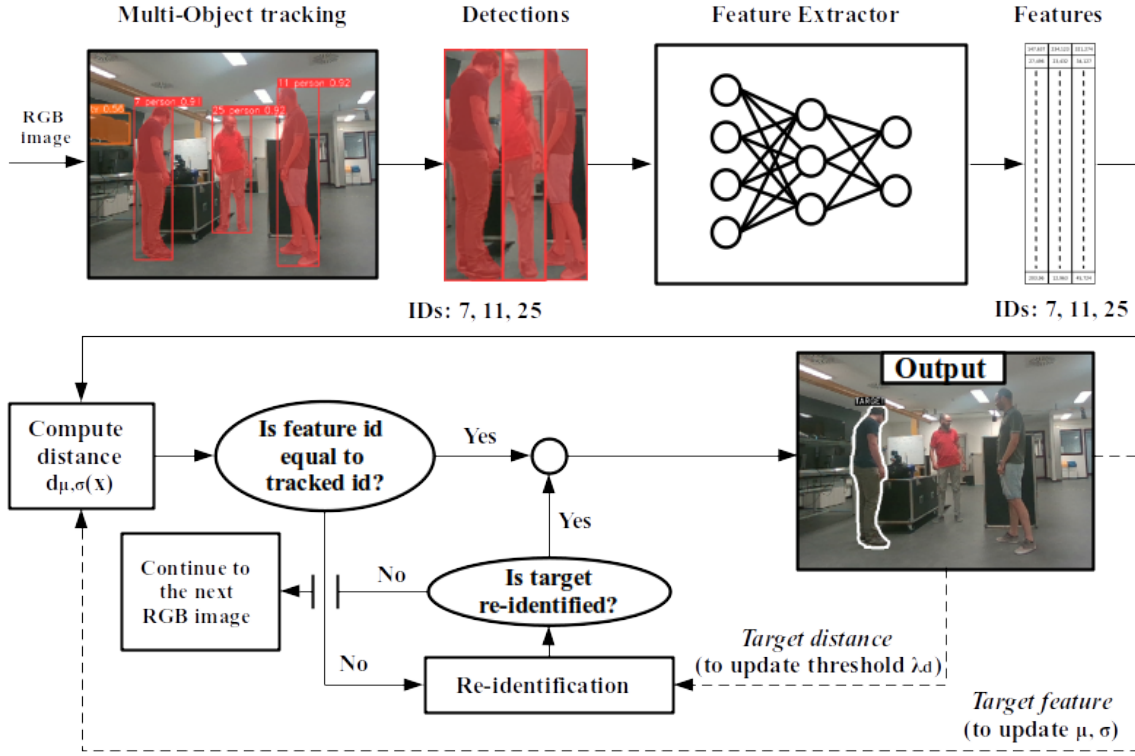 Multi-Object tracking
Detections
Feature Extractor
Features
RGB
image
7 person 0.91
25 person 0.92
11 person 0.92
IDs: 7, 11, 25
IDs: 7, 11, 25
Output
TARGET
Compute
distance
dμ,σ(x)
Is feature id
equal to
tracked id?
Yes
Yes
Continue to
the next
RGB image
No
Is target
re-identified?
No
Re-identification
Target distance
(to update threshold λd)
Target feature
(to update μ, σ)